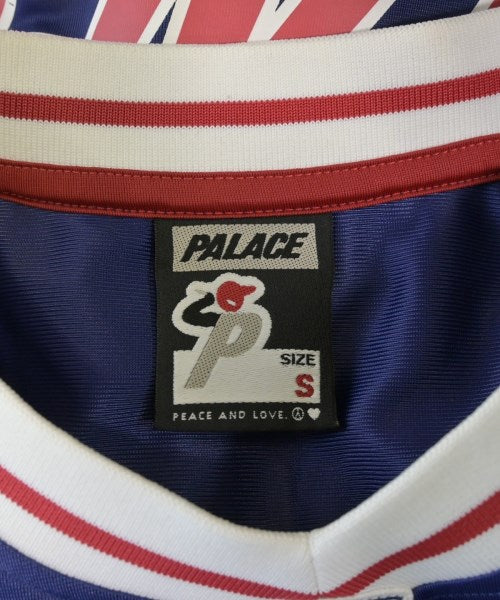 PALACE
P
SIZE
S
PEACE AND LOVE. Ⓐ ♥